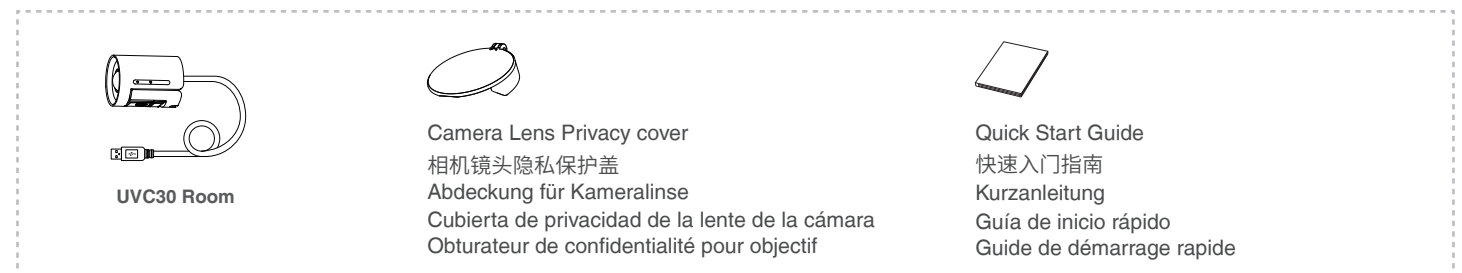 UVC30 Room
Camera Lens Privacy cover
相机镜头隐私保护盖
Abdeckung für Kameralinse
Cubierta de privacidad de la lente de la cámara
Obturateur de confidentialité pour objectif
Quick Start Guide
快速入门指南
Kurzanleitung
Guía de inicio rápido
Guide de démarrage rapide